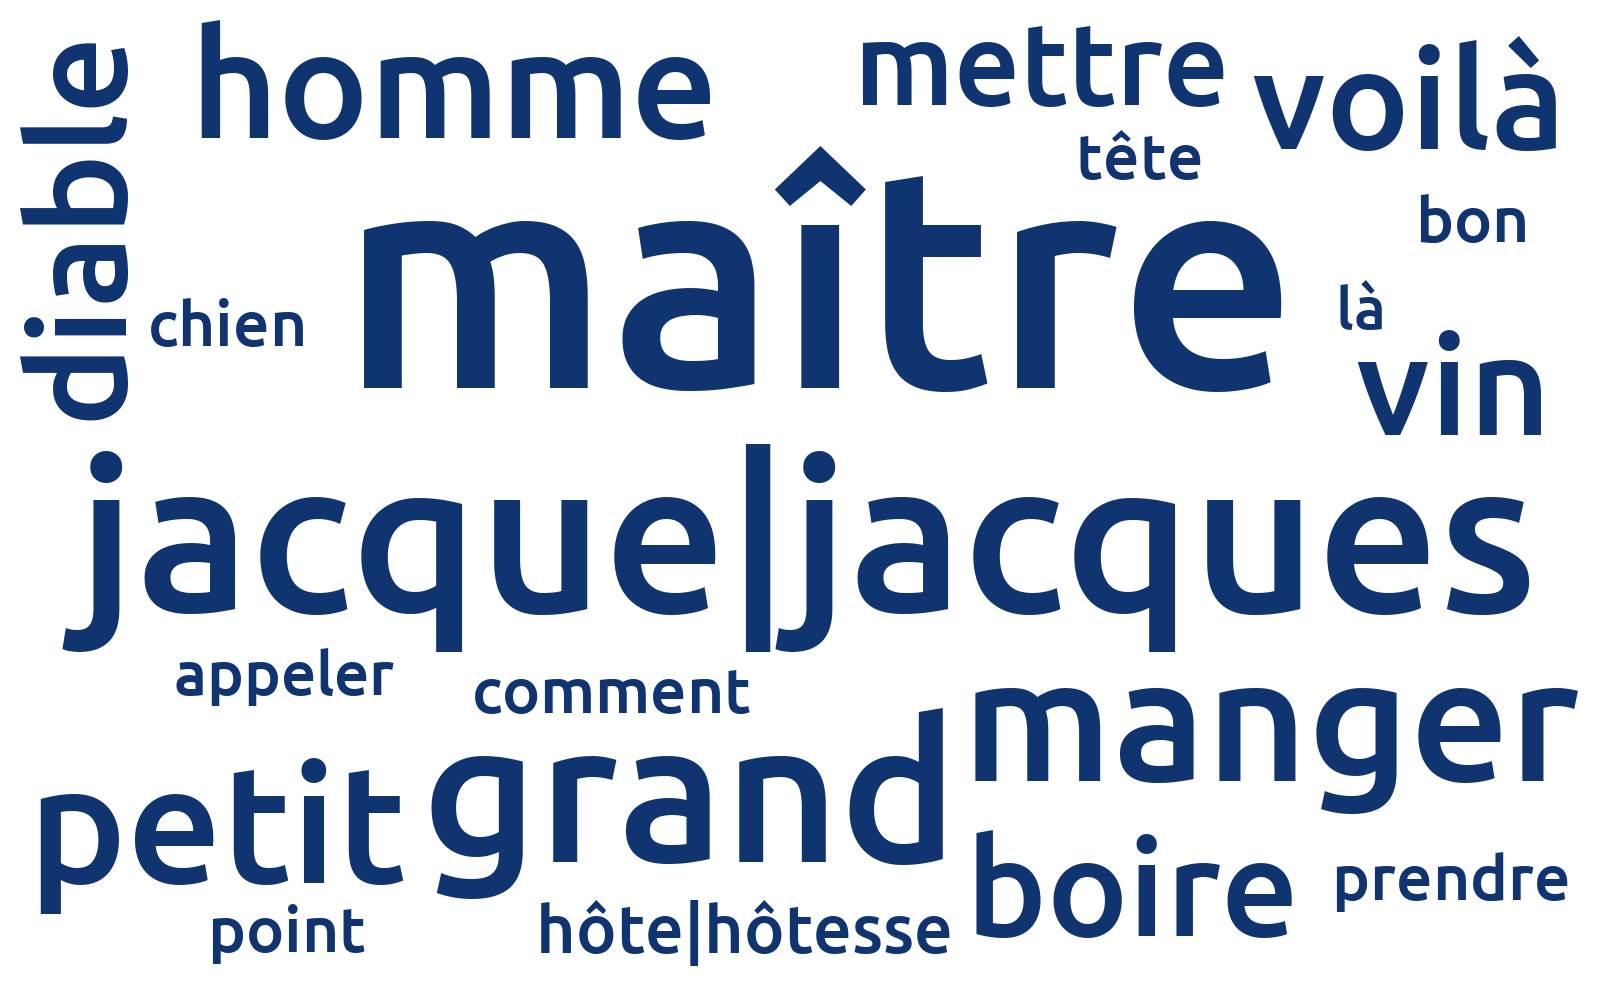 diable
homme
mettre
voilà
tête
maître
bon
chien
là
vin
jacque|jacques
appeler
comment
manger
petit
grand
boire
prendre
point
hôte|hôtesse